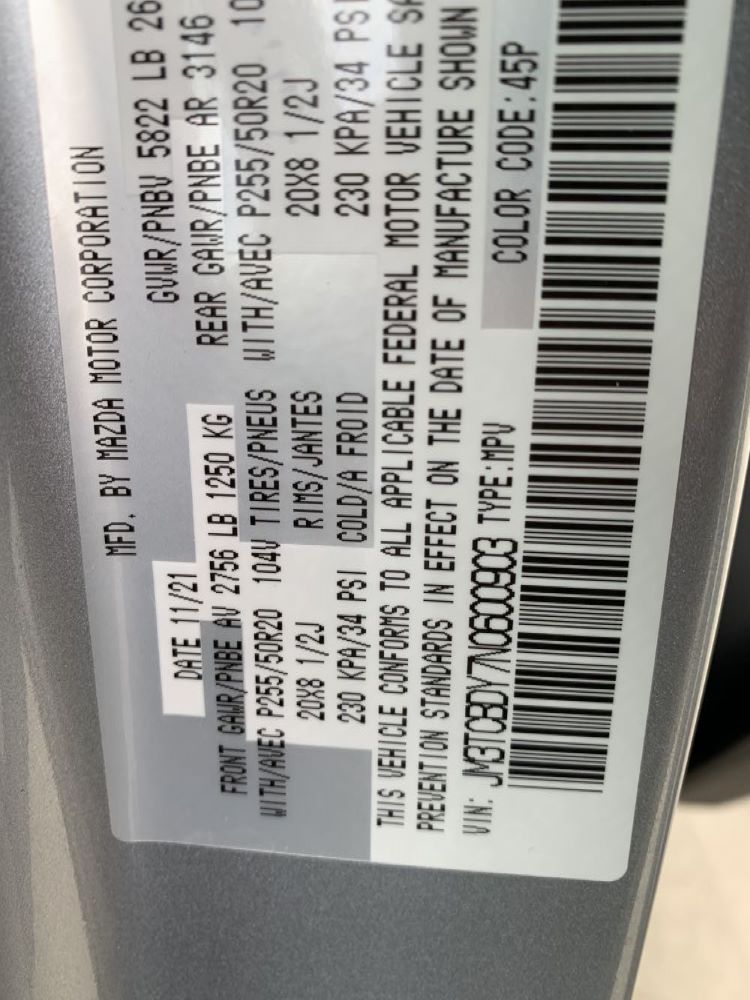 MFD. BY MAZDA MOTOR CORPORATION
DATE 11/21
GVWR/PNBV 5822 LB 26
FRONT GAWR/PNBE AV 2756 LB 1250 KG
REAR GAWR/PNBE AR 3146
WITH/AVEC P255/50R20 104V TIRES/PNEUS WITH/AVEC P255/50R20 10
20X8 1/2J RIMS/JANTES 20X8 1/2J
230 KPA/34 PSI COLD/A FROID 230 KPA/34 PSI
THIS VEHICLE CONFORMS TO ALL APPLICABLE FEDERAL MOTOR VEHICLE SA
PREVENTION STANDARDS IN EFFECT ON THE DATE OF MANUFACTURE SHOWN
VIN: JM3TCBDY7N0600903 TYPE:MPV COLOR CODE:45P